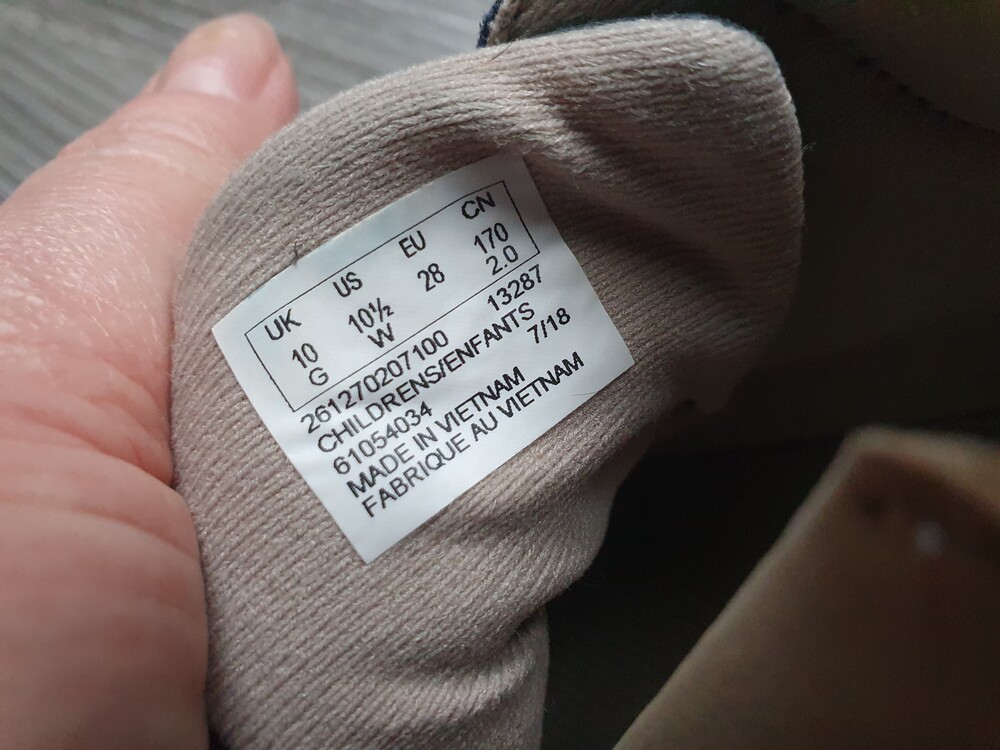 UK US EU CN
10 10½ 28 170
G W 2.0
261270207100 13287
CHILDRENS/ENFANTS
61054034 7/18
MADE IN VIETNAM
FABRIQUE AU VIETNAM